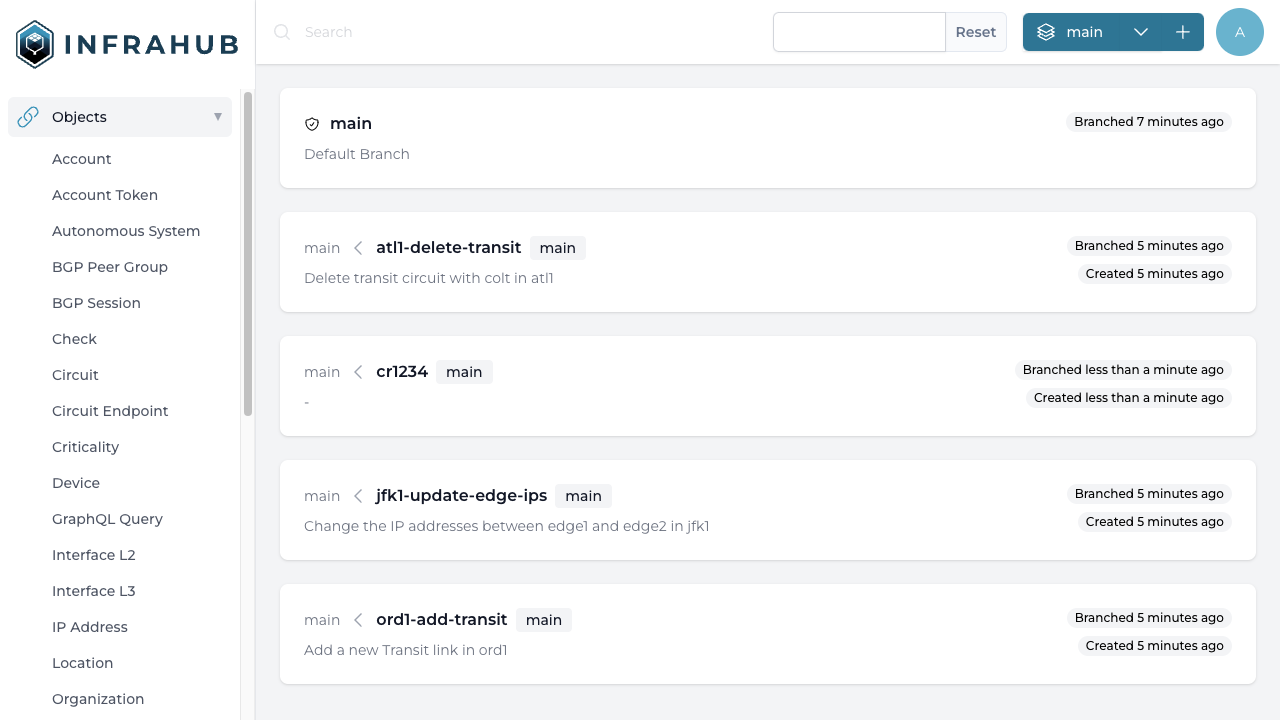 INFRAHUB
Search
Reset
main
A
Objects
Account
Account Token
Autonomous System
BGP Peer Group
BGP Session
Check
Circuit
Circuit Endpoint
Criticality
Device
GraphQL Query
Interface L2
Interface L3
IP Address
Location
Organization
main
Branched 7 minutes ago
Default Branch
main atl1-delete-transit main
Branched 5 minutes ago
Delete transit circuit with colt in atl1
Created 5 minutes ago
main cr1234 main
Branched less than a minute ago
-
Created less than a minute ago
main jfk1-update-edge-ips main
Branched 5 minutes ago
Change the IP addresses between edge1 and edge2 in jfk1
Created 5 minutes ago
main ord1-add-transit main
Branched 5 minutes ago
Add a new Transit link in ord1
Created 5 minutes ago